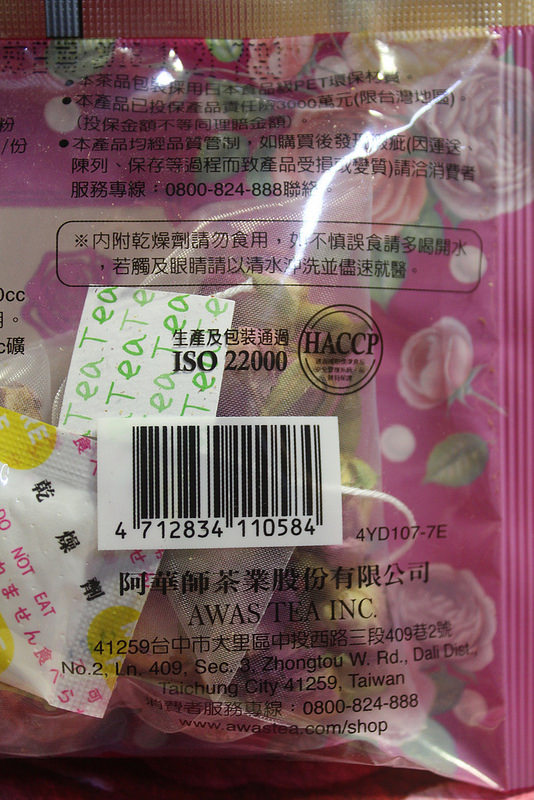 •本茶品包裝採用日本食品級PET環保材質。
•本產品已投保產品責任險3000萬元(限台灣地區)。
(投保金額不等同理賠金額)。
粉
•本產品均經品質管制，如購買後發現瑕疵(因運送、
/份
陳列、保存等過程而致產品受損或變質)請洽消費者
服務專線：0800-824-888聯絡
※內附乾燥劑請勿食用，如不慎誤食請多喝開水
，若觸及眼睛請以清水沖洗並儘速就醫。
0cc
c礦
Tea Tea
Tea Tea
生產及包裝通過
ISO 22000
HACCP
乾燥劑
DO NOT EAT
4 712834 110584
4YD107-7E
阿華師茶業股份有限公司
AWAS TEA INC.
41259台中市大里區中投西路三段409巷2號
No.2, Ln. 409, Sec. 3, Zhongtou W. Rd., Dali Dist.,
Taichung City 41259, Taiwan
消費者服務專線：0800-824-888
www.awastea.com/shop